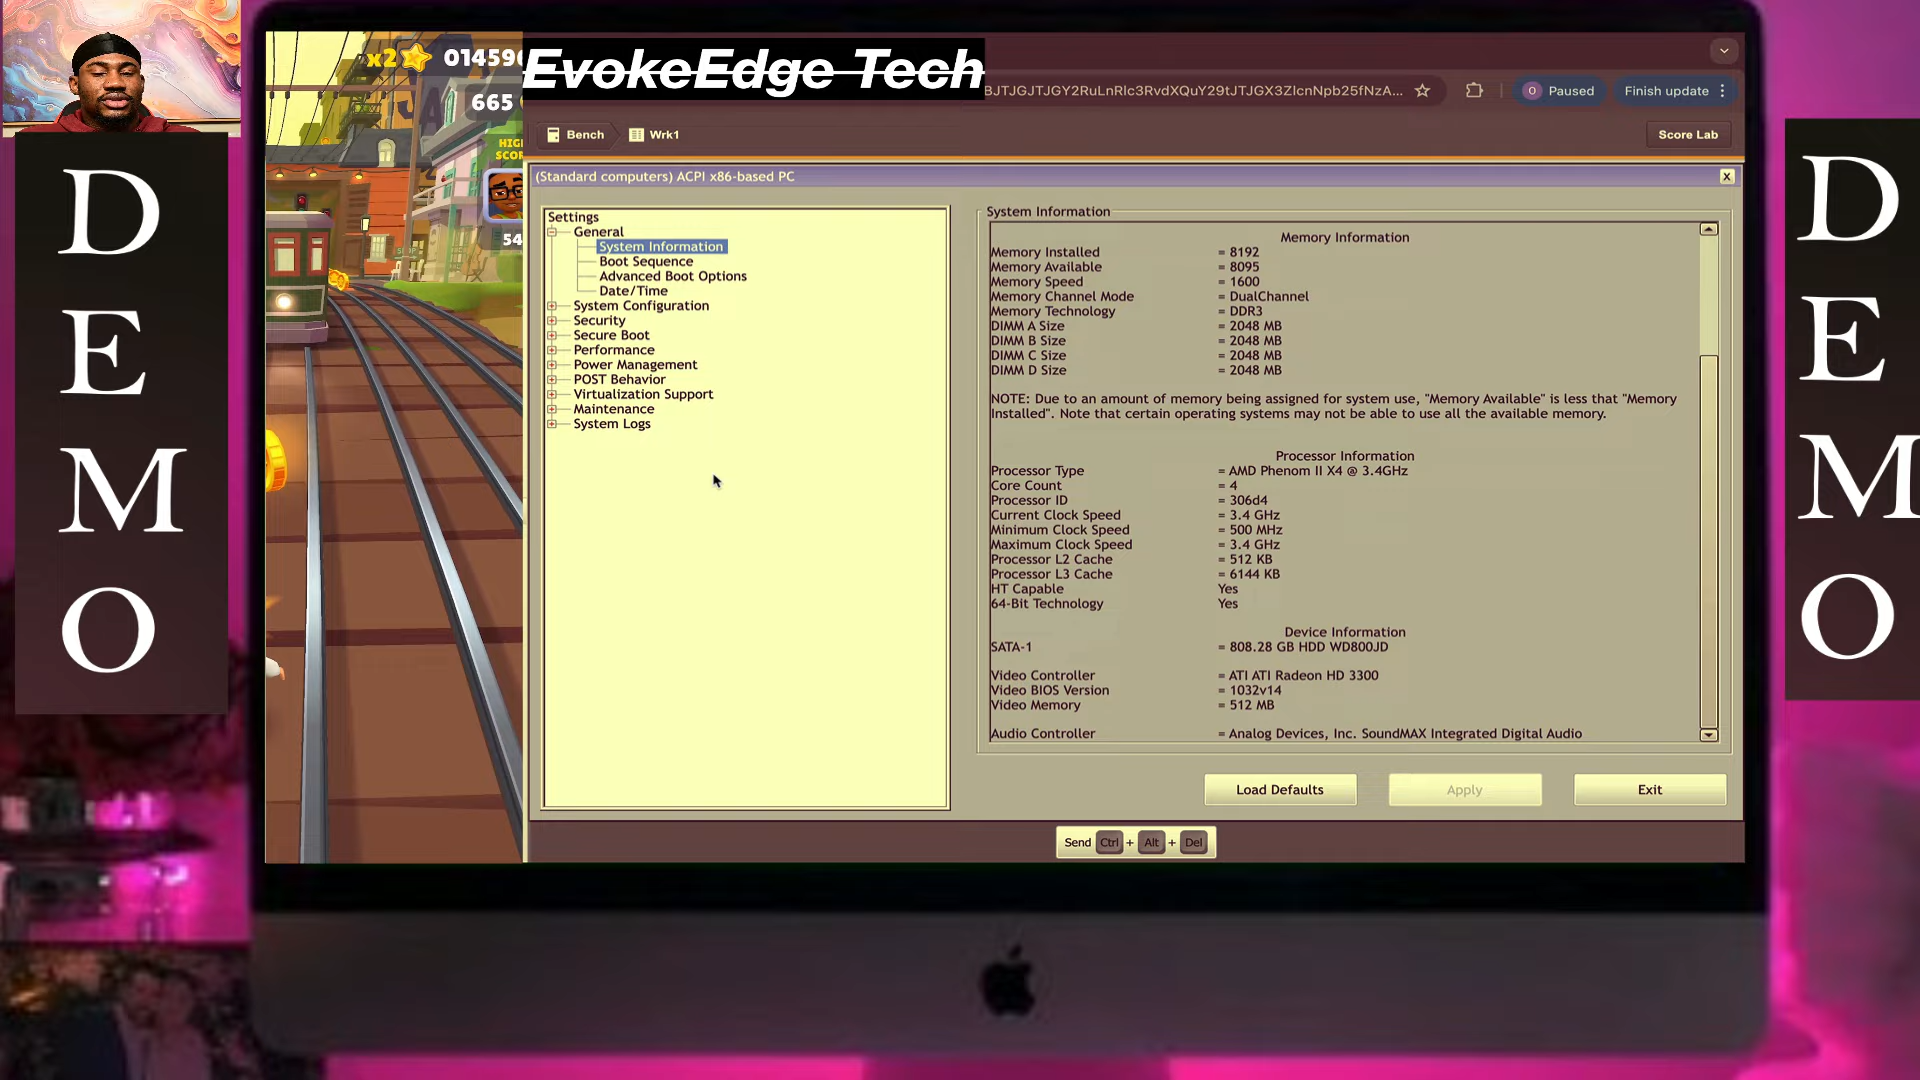 DEMO
x2 014590
665
HIGH
SCOR
54
EvokeEdge Tech
BJTJGJTJGY2RuLnRlc3RvdXQuY29tJTJGX3ZlcnNpb25fNzA...
Paused
Finish update
Bench
Wrk1
Score Lab
(Standard computers) ACPI x86-based PC
x
Settings
General
System Information
Boot Sequence
Advanced Boot Options
Date/Time
System Configuration
Security
Secure Boot
Performance
Power Management
POST Behavior
Virtualization Support
Maintenance
System Logs
System Information
Memory Information
Memory Installed = 8192
Memory Available = 8095
Memory Speed = 1600
Memory Channel Mode = DualChannel
Memory Technology = DDR3
DIMM A Size = 2048 MB
DIMM B Size = 2048 MB
DIMM C Size = 2048 MB
DIMM D Size = 2048 MB
NOTE: Due to an amount of memory being assigned for system use, "Memory Available" is less that "Memory
Installed". Note that certain operating systems may not be able to use all the available memory.
Processor Information
Processor Type = AMD Phenom II X4 @ 3.4GHz
Core Count = 4
Processor ID = 306d4
Current Clock Speed = 3.4 GHz
Minimum Clock Speed = 500 MHz
Maximum Clock Speed = 3.4 GHz
Processor L2 Cache = 512 KB
Processor L3 Cache = 6144 KB
HT Capable Yes
64-Bit Technology Yes
Device Information
SATA-1 = 808.28 GB HDD WD800JD
Video Controller = ATI ATI Radeon HD 3300
Video BIOS Version = 1032v14
Video Memory = 512 MB
Audio Controller = Analog Devices, Inc. SoundMAX Integrated Digital Audio
Load Defaults
Apply
Exit
Send Ctrl + Alt + Del
DEMO